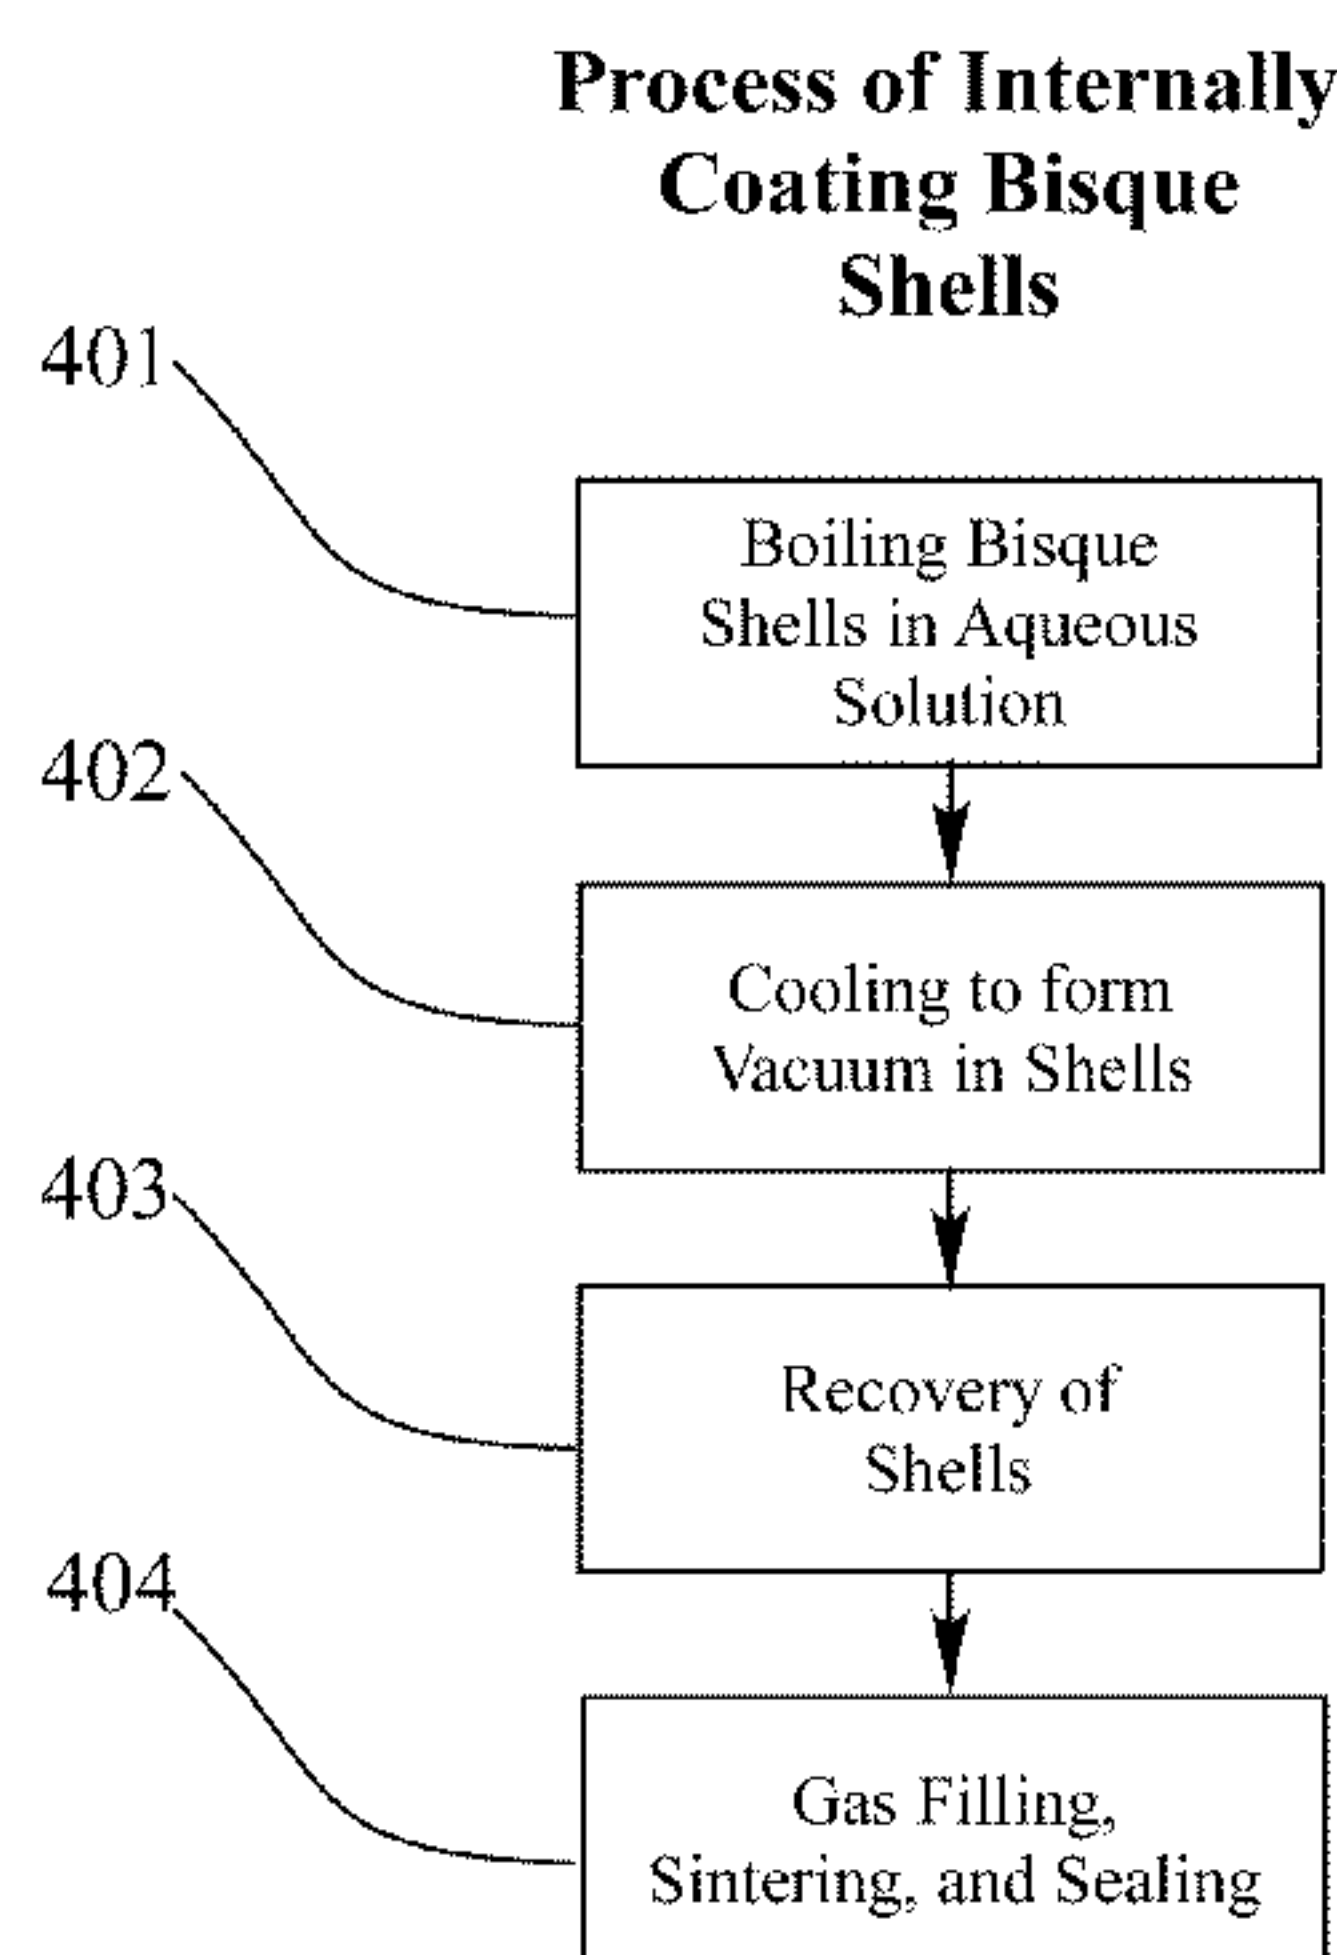 Process of Internally
Coating Bisque
Shells
401
Boiling Bisque
Shells in Aqueous
Solution
402
Cooling to form
Vacuum in Shells
403
Recovery of
Shells
404
Gas Filling,
Sintering, and Sealing